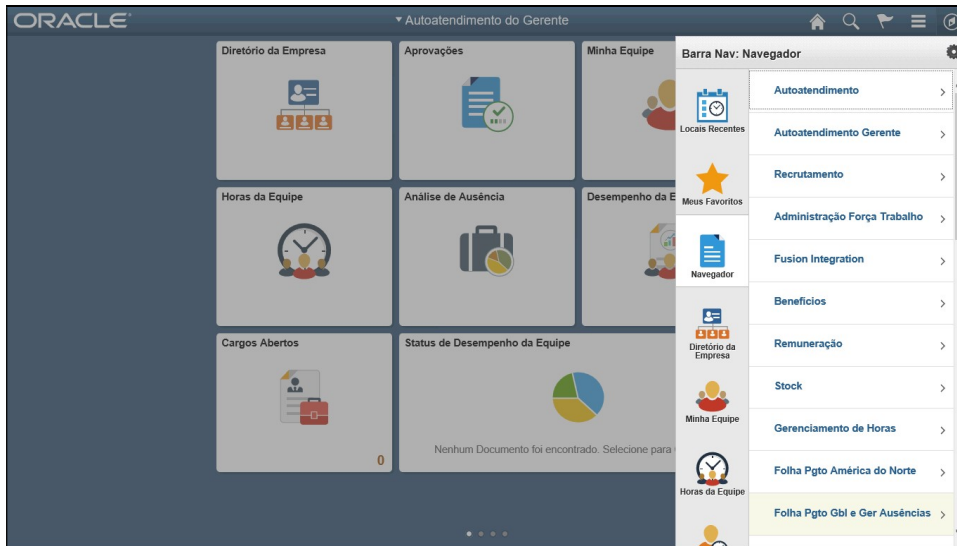 ORACLE
Autoatendimento do Gerente
Diretório da Empresa
Aprovações
Minha Equipe
Horas da Equipe
Análise de Ausência
Desempenho da E
Cargos Abertos
0
Status de Desempenho da Equipe
Nenhum Documento foi encontrado. Selecione para
Barra Nav: Navegador
Locais Recentes
Meus Favoritos
Navegador
Diretório da
Empresa
Minha Equipe
Horas da Equipe
Autoatendimento
Autoatendimento Gerente
Recrutamento
Administração Força Trabalho
Fusion Integration
Benefícios
Remuneração
Stock
Gerenciamento de Horas
Folha Pgto América do Norte
Folha Pgto Gbl e Ger Ausências